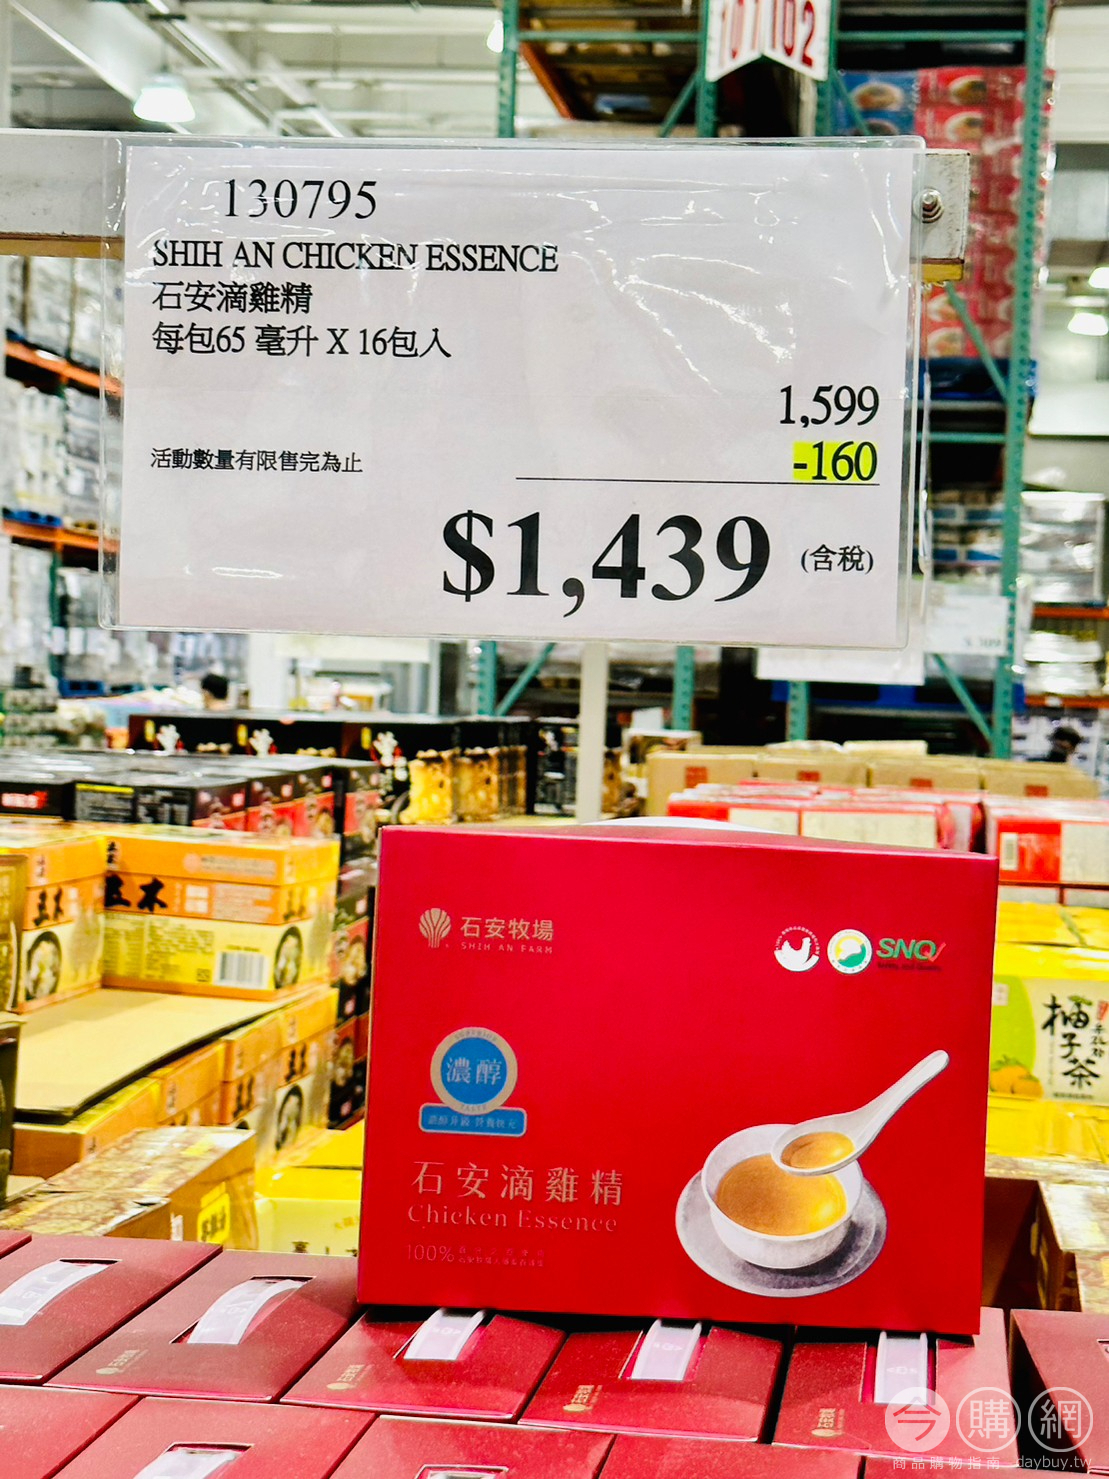 101 102
130795
SHIH AN CHICKEN ESSENCE
石安滴雞精
每包65 毫升 X 16包入
1,599
活動數量有限售完為止
-160
$1,439 (含稅)
石安牧場
SHIH AN FARM
SNQ
濃醇
石安滴雞精
Chicken Essence
100%
柚子茶
今購網
商品購物指南 daybuy.tw